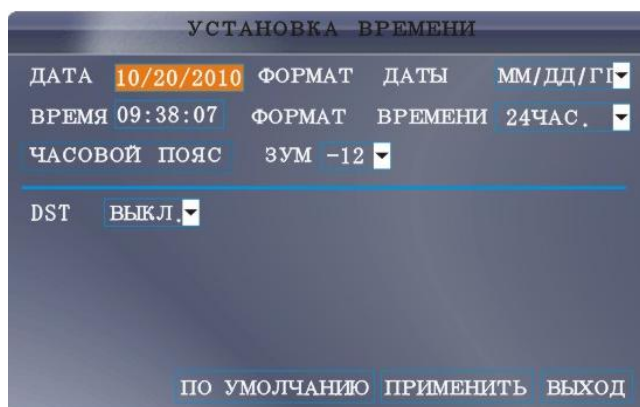 УСТАНОВКА ВРЕМЕНИ
ДАТА 10/20/2010 ФОРМАТ ДАТЫ ММ/ДД/ГГ
ВРЕМЯ 09:38:07 ФОРМАТ ВРЕМЕНИ 24ЧАС.
ЧАСОВОЙ ПОЯС ЗУМ -12
DST ВЫКЛ.
ПО УМОЛЧАНИЮ ПРИМЕНИТЬ ВЫХОД